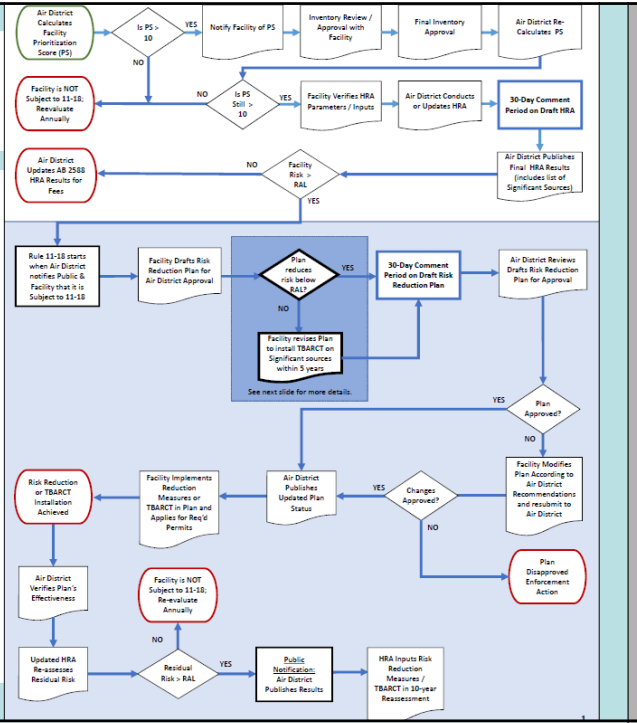 Air District
Calculates
Facility
Prioritization
Score (PS)
Is PS >
10
YES
Notify Facility of PS
Inventory Review /
Approval with
Facility
Final Inventory
Approval
Air District Re-
Calculates PS
NO
Facility is NOT
Subject to 11-18;
Reevaluate
Annually
NO
Is PS
Still >
10
YES
Facility Verifies HRA
Parameters / Inputs
Air District Conducts
or Updates HRA
30-Day Comment
Period on Draft HRA
Air District
Updates AB 2588
HRA Results for
Fees
NO
Facility
Risk >
RAL
YES
Air District Publishes
Final HRA Results
(includes list of
Significant Sources)
Rule 11-18 starts
when Air District
notifies Public &
Facility that it is
Subject to 11-18
Facility Drafts Risk
Reduction Plan for
Air District Approval
Plan
reduces
risk below
RAL?
YES
NO
30-Day Comment
Period on Draft Risk
Reduction Plan
Air District Reviews
Drafts Risk Reduction
Plan for Approval
Facility revises Plan
to install TBARCT on
Significant sources
within 5 years
See next slide for more details.
YES
Plan
Approved?
NO
Risk Reduction
or TBARCT
Installation
Achieved
Facility Implements
Reduction
Measures or
TBARCT in Plan and
Applies for Req'd
Permits
Air District
Publishes
Updated Plan
Status
YES
Changes
Approved?
NO
Facility Modifies
Plan According to
Air District
Recommendations
and resubmit to
Air District
Plan
Disapproved
Enforcement
Action
Air District
Verifies Plan's
Effectiveness
Facility is NOT
Subject to 11-18;
Re-evaluate
Annually
NO
Updated HRA
Re-assesses
Residual Risk
Residual
Risk > RAL
YES
Public
Notification:
Air District
Publishes Results
HRA Inputs Risk
Reduction
Measures /
TBARCT in 10-year
Reassessment